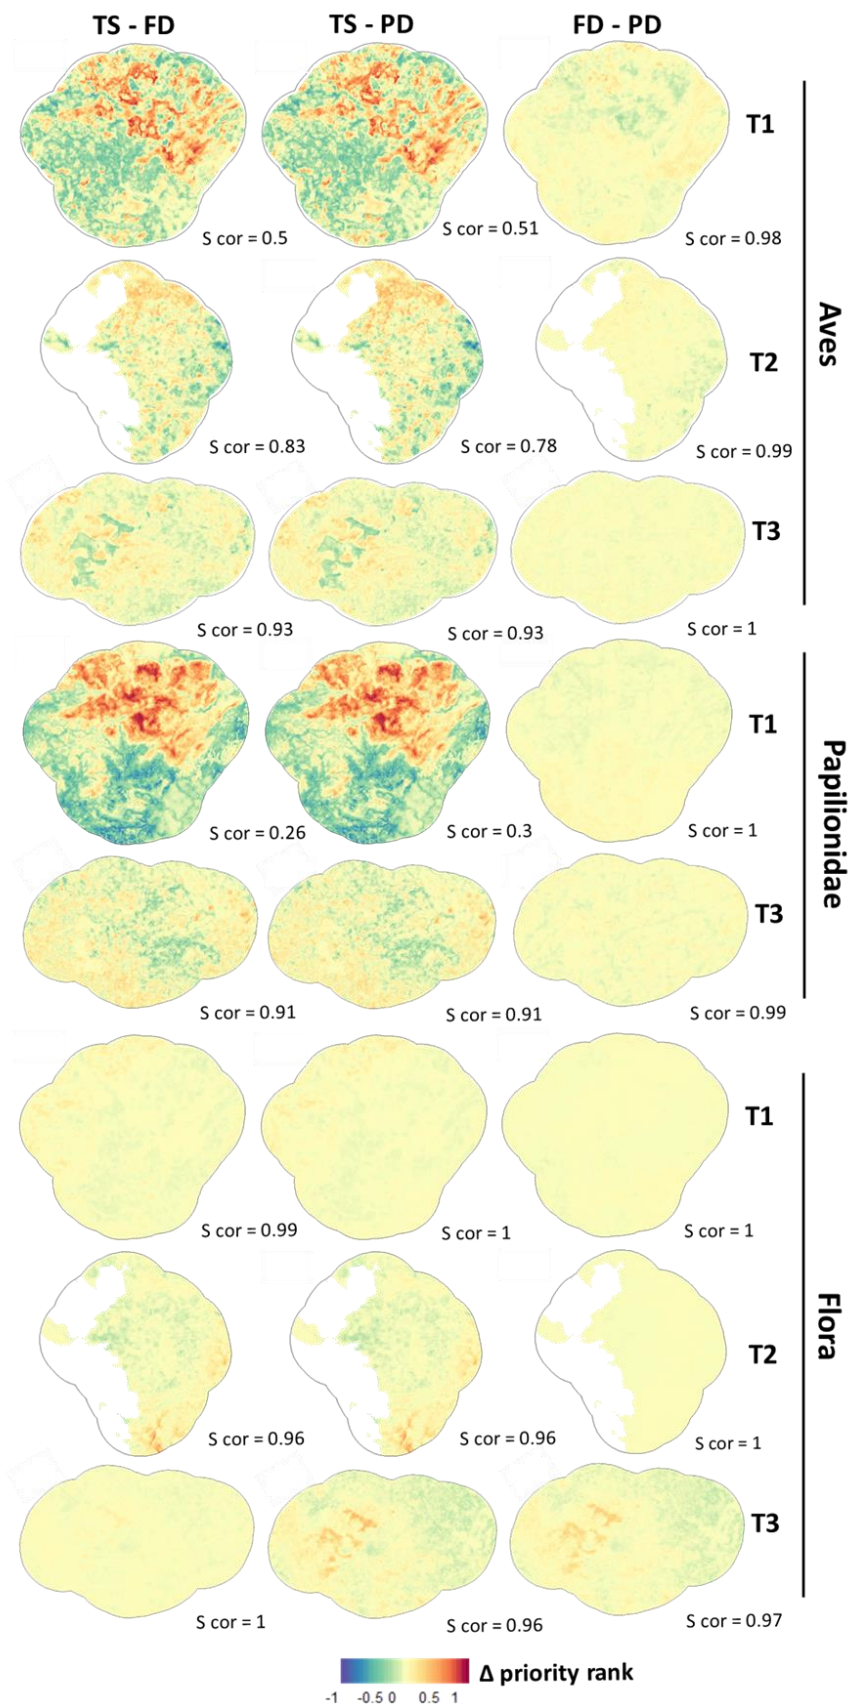 TS - FD TS - PD FD - PD
T1
S cor = 0.5 S cor = 0.51 S cor = 0.98
Aves
T2
S cor = 0.83 S cor = 0.78 S cor = 0.99
T3
S cor = 0.93 S cor = 0.93 S cor = 1
T1
Papilionidae
S cor = 0.26 S cor = 0.3 S cor = 1
T3
S cor = 0.91 S cor = 0.91 S cor = 0.99
T1
S cor = 0.99 S cor = 1 S cor = 1
Flora
T2
S cor = 0.96 S cor = 0.96 S cor = 1
T3
S cor = 1 S cor = 0.96 S cor = 0.97
Δ priority rank
-1 -0.5 0 0.5 1